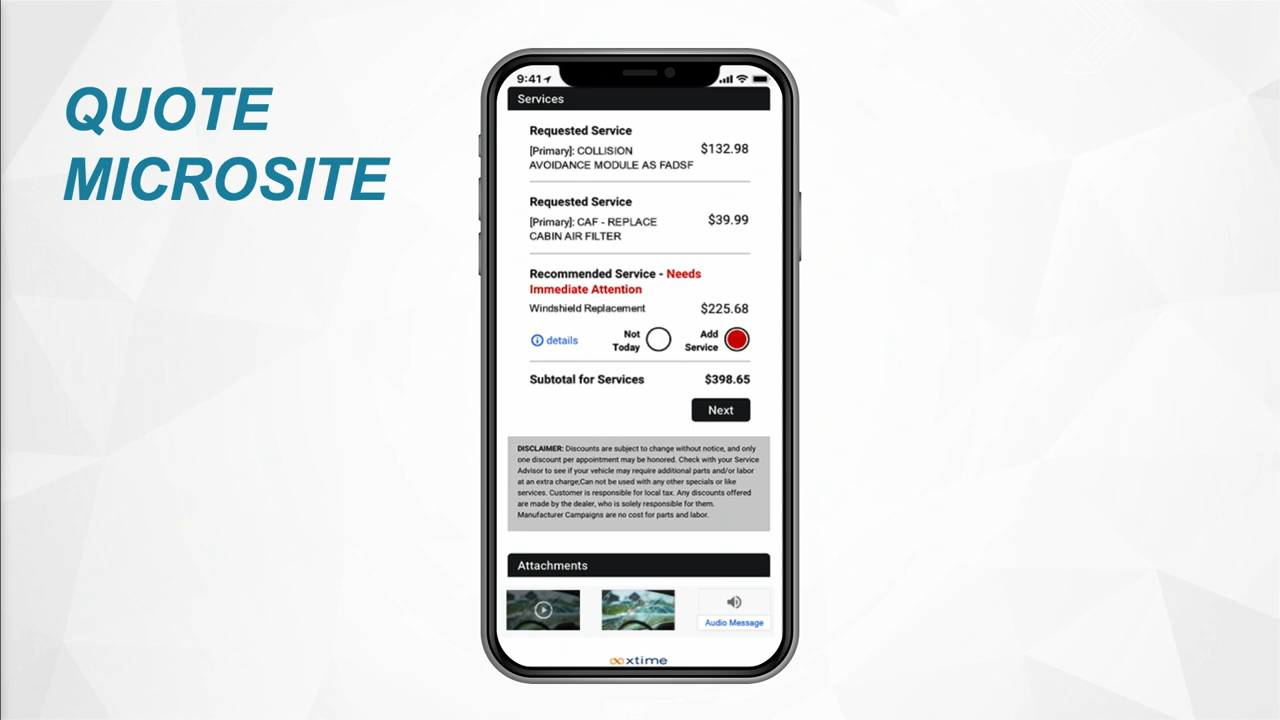 QUOTE
MICROSITE
9:41
Services
Requested Service
[Primary]: COLLISION
AVOIDANCE MODULE AS FADSF
$132.98
Requested Service
[Primary]: CAF - REPLACE
CABIN AIR FILTER
$39.99
Recommended Service - Needs
Immediate Attention
Windshield Replacement
$225.68
details
Not
Today
Add
Service
Subtotal for Services
$398.65
Next
DISCLAIMER: Discounts are subject to change without notice, and only
one discount per appointment may be honored. Check with your Service
Advisor to see if your vehicle may require additional parts and/or labor
at an extra charge;Can not be used with any other specials or like
services. Customer is responsible for local tax. Any discounts offered
are made by the dealer, who is solely responsible for them.
Manufacturer Campaigns are no cost for parts and labor.
Attachments
Audio Message
xtime